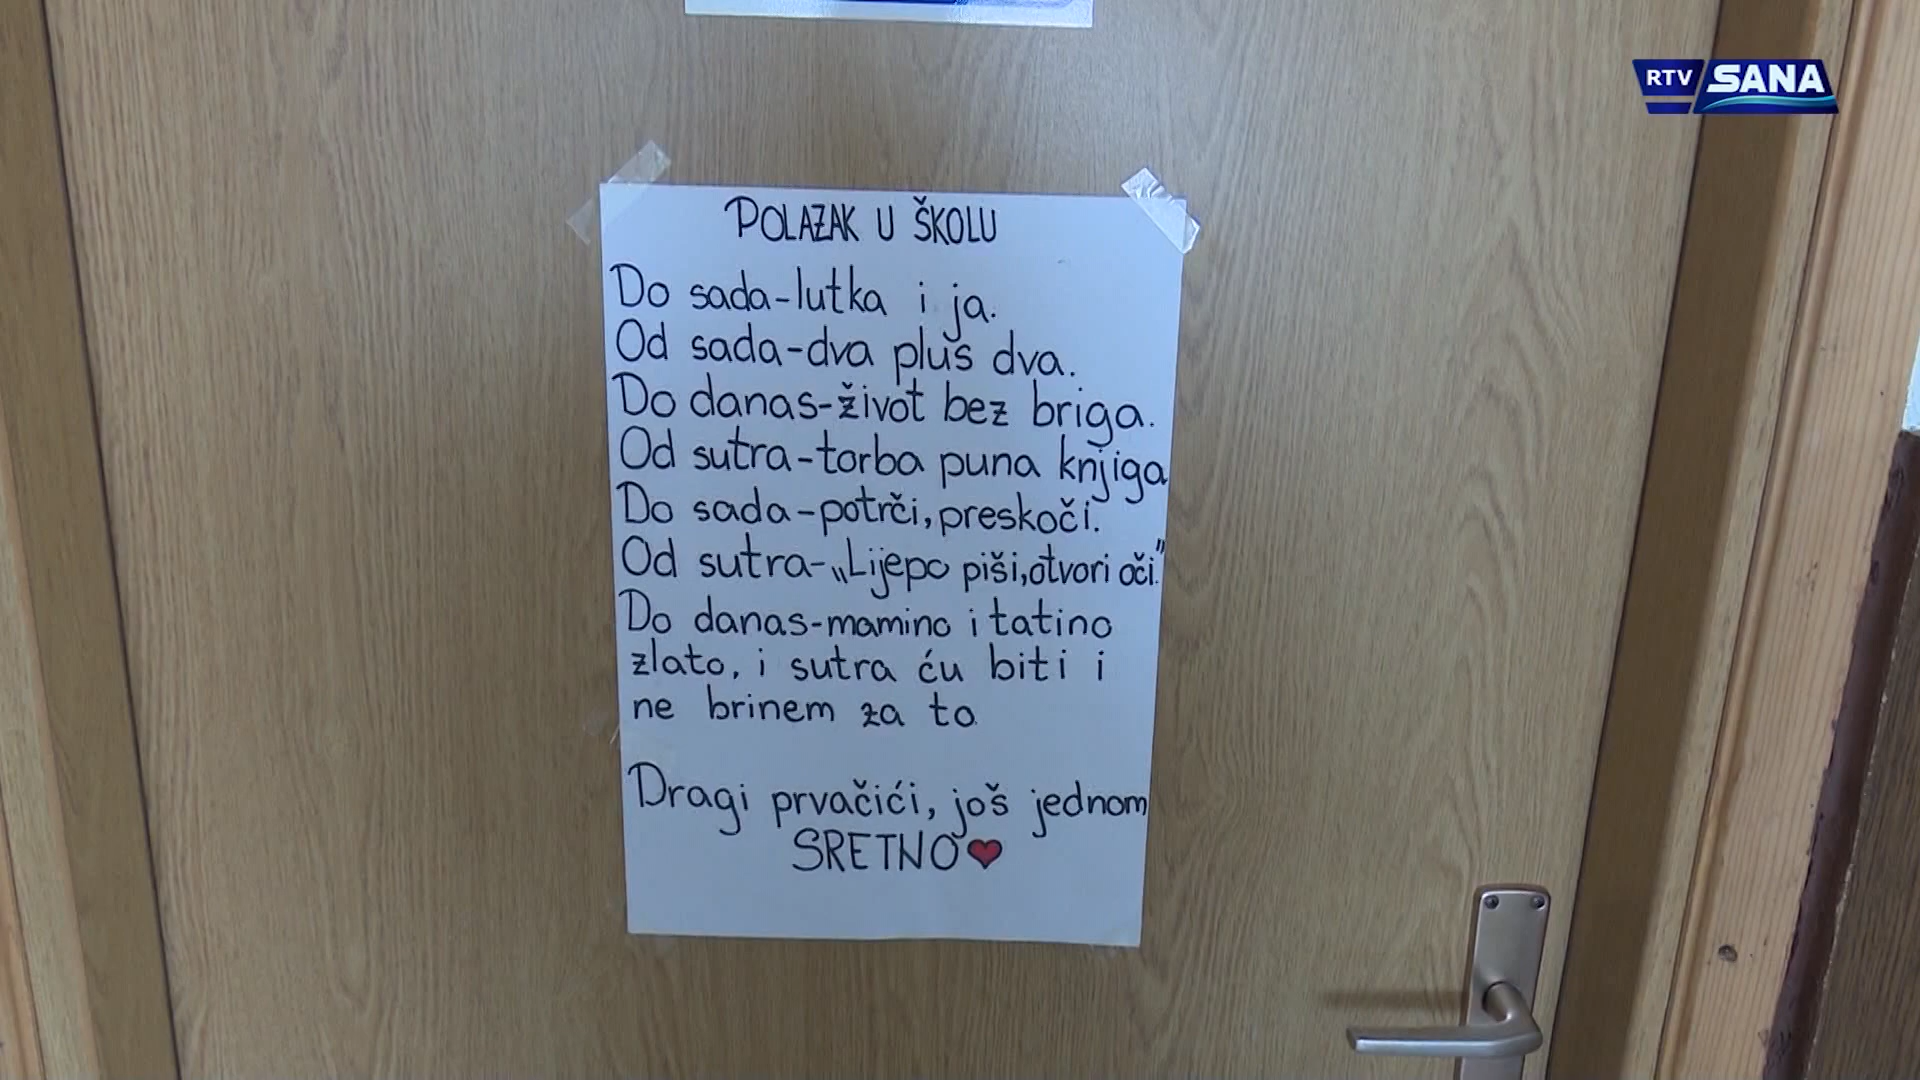 RTV SANA
POLAZAK U ŠKOLU
Do sada-lutka i ja.
Od sada-dva plus dva.
Do danas-život bez briga.
Od sutra-torba puna knjiga
Do sada-potrči, preskoči.
Od sutra-„Lijepo piši, otvori oči."
Do danas-mamino i tatino
zlato, i sutra ću biti i
ne brinem za to.
Dragi prvačići, još jednom
SRETNO